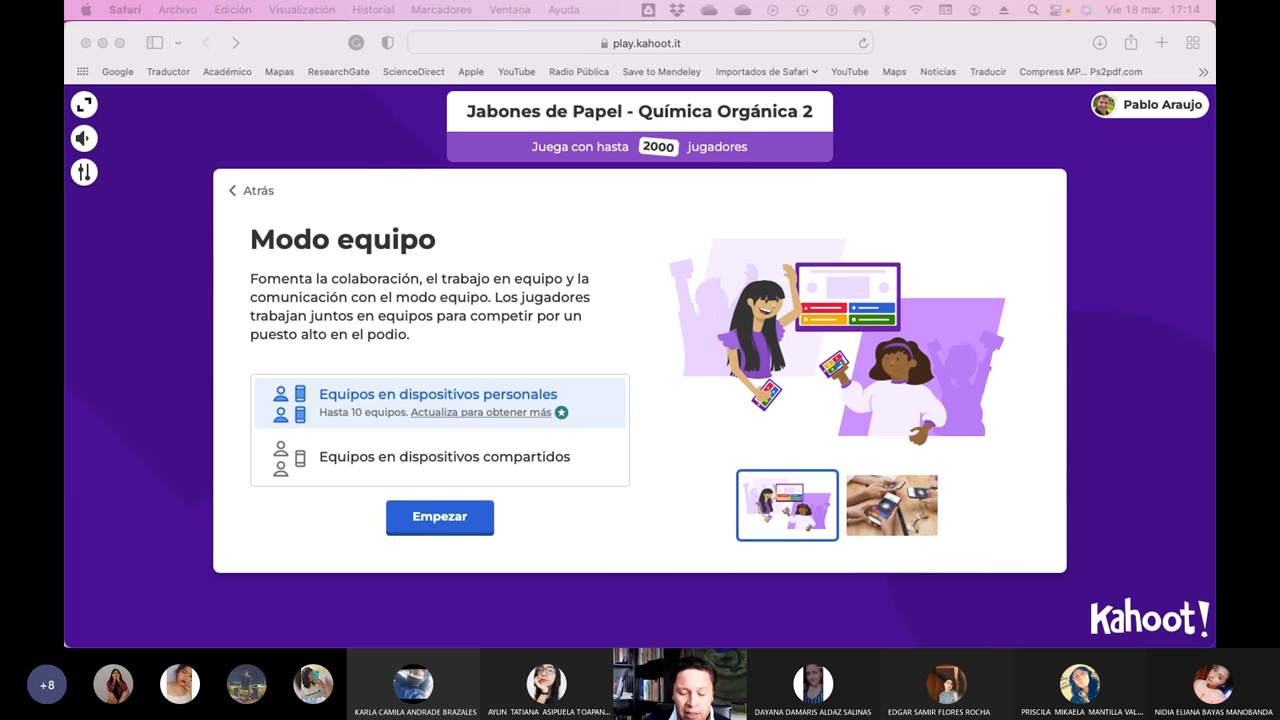 Safari Archivo Edición Visualización Historial Marcadores Ventana Ayuda Vie 18 mar. 17:14
play.kahoot.it
Google Traductor Académico Mapas ResearchGate ScienceDirect Apple YouTube Radio Pública Save to Mendeley Importados de Safari YouTube Maps Noticias Traducir Compress MP... Ps2pdf.com
Jabones de Papel - Química Orgánica 2
Pablo Araujo
Juega con hasta 2000 jugadores
Atrás
Modo equipo
Fomenta la colaboración, el trabajo en equipo y la
comunicación con el modo equipo. Los jugadores
trabajan juntos en equipos para competir por un
puesto alto en el podio.
Equipos en dispositivos personales
Hasta 10 equipos. Actualiza para obtener más
Equipos en dispositivos compartidos
Empezar
Kahoot!
+8
KARLA CAMILA ANDRADE BRAZALES
AYLIN TATIANA ASIPUELA TOAPAN...
DAYANA DAMARIS ALDAZ SALINAS
EDGAR SAMIR FLORES ROCHA
PRISCILA MIKAELA MANTILLA VAL...
NIDIA ELIANA BAYAS MANOBANDA